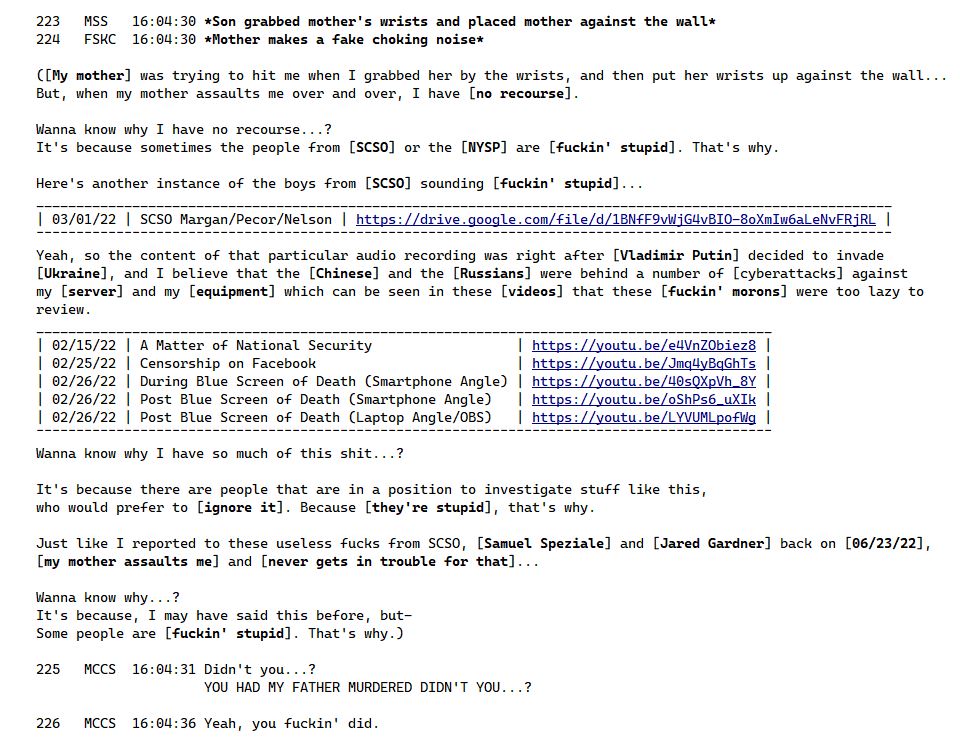 223   MSS   16:04:30 *Son grabbed mother's wrists and placed mother against the wall*
224   FSKC  16:04:30 *Mother makes a fake choking noise*
([My mother] was trying to hit me when I grabbed her by the wrists, and then put her wrists up against the wall...
But, when my mother assaults me over and over, I have [no recourse].
Wanna know why I have no recourse...?
It's because sometimes the people from [SCSO] or the [NYSP] are [fuckin' stupid]. That's why.
Here's another instance of the boys from [SCSO] sounding [fuckin' stupid]...
| 03/01/22 | SCSO Margan/Pecor/Nelson | https://drive.google.com/file/d/1BNfF9vWjG4vBIO-8oXmIw6aLeNvFRjRL |
Yeah, so the content of that particular audio recording was right after [Vladimir Putin] decided to invade
[Ukraine], and I believe that the [Chinese] and the [Russians] were behind a number of [cyberattacks] against
my [server] and my [equipment] which can be seen in these [videos] that these [fuckin' morons] were too lazy to
review.
| 02/15/22 | A Matter of National Security | https://youtu.be/e4VnZObiez8 |
| 02/25/22 | Censorship on Facebook | https://youtu.be/Jmq4yBqGhTs |
| 02/26/22 | During Blue Screen of Death (Smartphone Angle) | https://youtu.be/40sQXpVh_8Y |
| 02/26/22 | Post Blue Screen of Death (Smartphone Angle) | https://youtu.be/oShPs6_uXIk |
| 02/26/22 | Post Blue Screen of Death (Laptop Angle/OBS) | https://youtu.be/LYVUMLpofWg |
Wanna know why I have so much of this shit...?
It's because there are people that are in a position to investigate stuff like this,
who would prefer to [ignore it]. Because [they're stupid], that's why.
Just like I reported to these useless fucks from SCSO, [Samuel Speziale] and [Jared Gardner] back on [06/23/22],
[my mother assaults me] and [never gets in trouble for that]...
Wanna know why...?
It's because, I may have said this before, but-
Some people are [fuckin' stupid]. That's why.)
225   MCCS  16:04:31 Didn't you...?
YOU HAD MY FATHER MURDERED DIDN'T YOU...?
226   MCCS  16:04:36 Yeah, you fuckin' did.